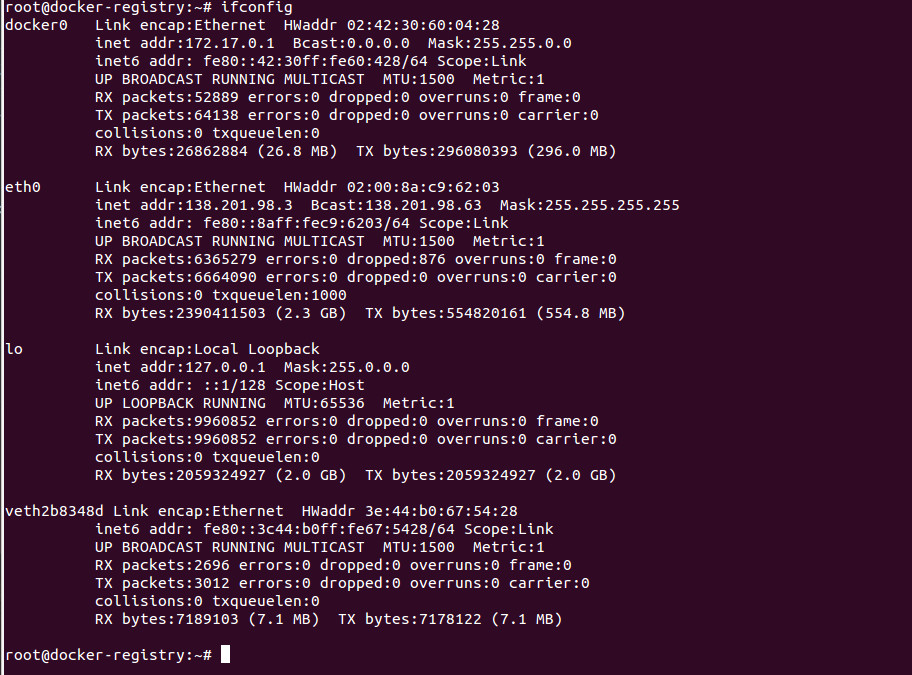 root@docker-registry:~# ifconfig
docker0   Link encap:Ethernet  HWaddr 02:42:30:60:04:28
          inet addr:172.17.0.1  Bcast:0.0.0.0  Mask:255.255.0.0
          inet6 addr: fe80::42:30ff:fe60:428/64 Scope:Link
          UP BROADCAST RUNNING MULTICAST  MTU:1500  Metric:1
          RX packets:52889 errors:0 dropped:0 overruns:0 frame:0
          TX packets:64138 errors:0 dropped:0 overruns:0 carrier:0
          collisions:0 txqueuelen:0
          RX bytes:26862884 (26.8 MB)  TX bytes:296080393 (296.0 MB)

eth0      Link encap:Ethernet  HWaddr 02:00:8a:c9:62:03
          inet addr:138.201.98.3  Bcast:138.201.98.63  Mask:255.255.255.255
          inet6 addr: fe80::8aff:fec9:6203/64 Scope:Link
          UP BROADCAST RUNNING MULTICAST  MTU:1500  Metric:1
          RX packets:6365279 errors:0 dropped:876 overruns:0 frame:0
          TX packets:6664090 errors:0 dropped:0 overruns:0 carrier:0
          collisions:0 txqueuelen:1000
          RX bytes:2390411503 (2.3 GB)  TX bytes:554820161 (554.8 MB)

lo        Link encap:Local Loopback
          inet addr:127.0.0.1  Mask:255.0.0.0
          inet6 addr: ::1/128 Scope:Host
          UP LOOPBACK RUNNING  MTU:65536  Metric:1
          RX packets:9960852 errors:0 dropped:0 overruns:0 frame:0
          TX packets:9960852 errors:0 dropped:0 overruns:0 carrier:0
          collisions:0 txqueuelen:0
          RX bytes:2059324927 (2.0 GB)  TX bytes:2059324927 (2.0 GB)

veth2b8348d Link encap:Ethernet  HWaddr 3e:44:b0:67:54:28
          inet6 addr: fe80::3c44:b0ff:fe67:5428/64 Scope:Link
          UP BROADCAST RUNNING MULTICAST  MTU:1500  Metric:1
          RX packets:2696 errors:0 dropped:0 overruns:0 frame:0
          TX packets:3012 errors:0 dropped:0 overruns:0 carrier:0
          collisions:0 txqueuelen:0
          RX bytes:7189103 (7.1 MB)  TX bytes:7178122 (7.1 MB)

root@docker-registry:~#